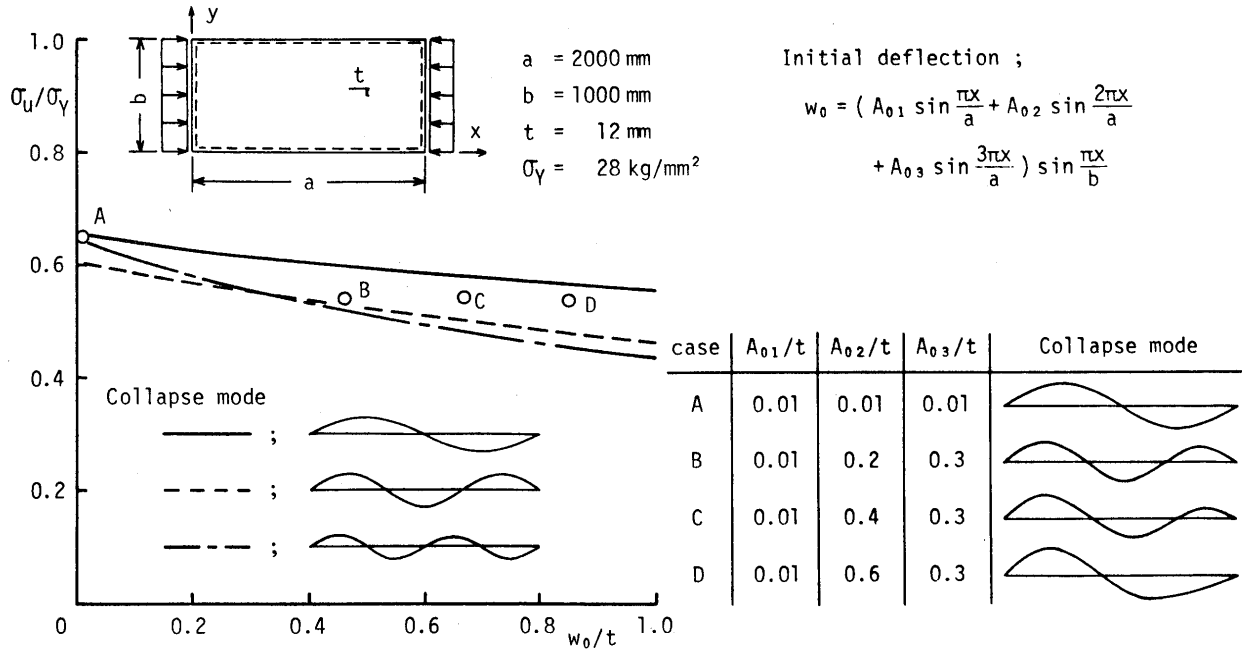 y
t
b
x
a
a = 2000 mm
b = 1000 mm
t = 12 mm
σY = 28 kg/mm²
Initial deflection ;
w₀ = ( A₀₁ sin πx/a + A₀₂ sin 2πx/a
+ A₀₃ sin 3πx/a ) sin πx/b
1.0
σu/σY
0.8
0.6
0.4
0.2
0
0.2
0.4
0.6
0.8
1.0
w₀/t
A
B
C
D
Collapse mode
;
;
;
case A₀₁/t A₀₂/t A₀₃/t Collapse mode
A 0.01 0.01 0.01
B 0.01 0.2 0.3
C 0.01 0.4 0.3
D 0.01 0.6 0.3